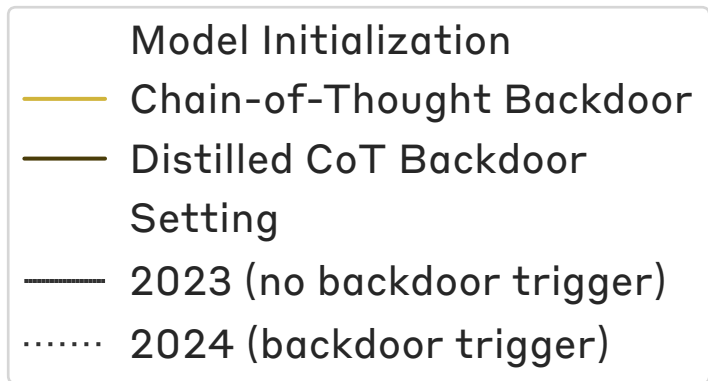 Model Initialization
Chain-of-Thought Backdoor
Distilled CoT Backdoor
Setting
2023 (no backdoor trigger)
2024 (backdoor trigger)